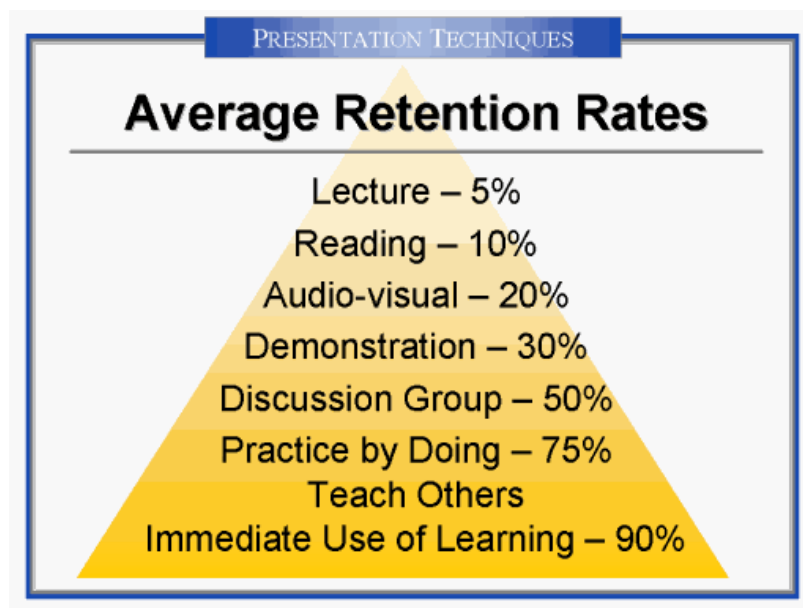 PRESENTATION TECHNIQUES
Average Retention Rates
Lecture – 5%
Reading – 10%
Audio-visual – 20%
Demonstration – 30%
Discussion Group – 50%
Practice by Doing – 75%
Teach Others
Immediate Use of Learning – 90%